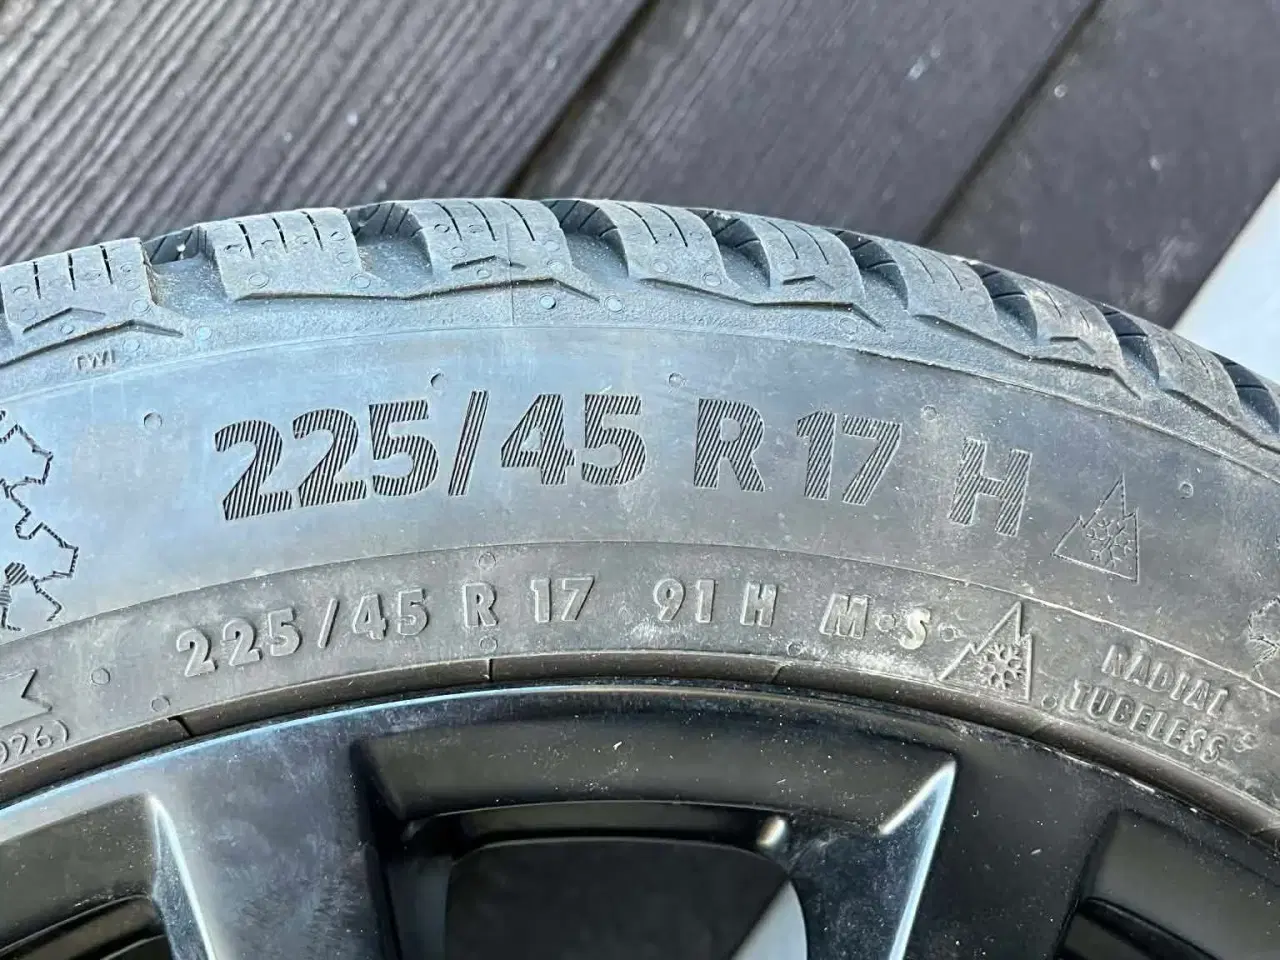 TWI
225/45 R 17 H
225/45 R 17 91 H M·S
RADIAL
TUBELESS